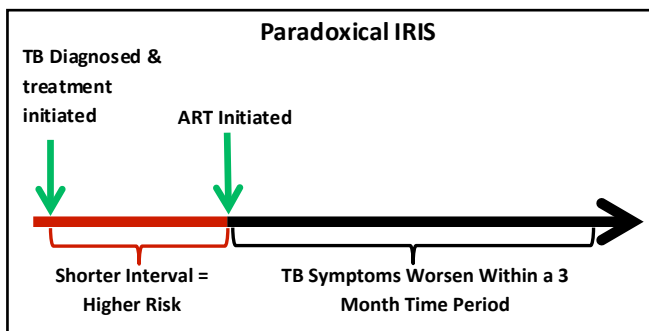 Paradoxical IRIS
TB Diagnosed &
treatment
initiated
ART Initiated
Shorter Interval =
Higher Risk
TB Symptoms Worsen Within a 3
Month Time Period